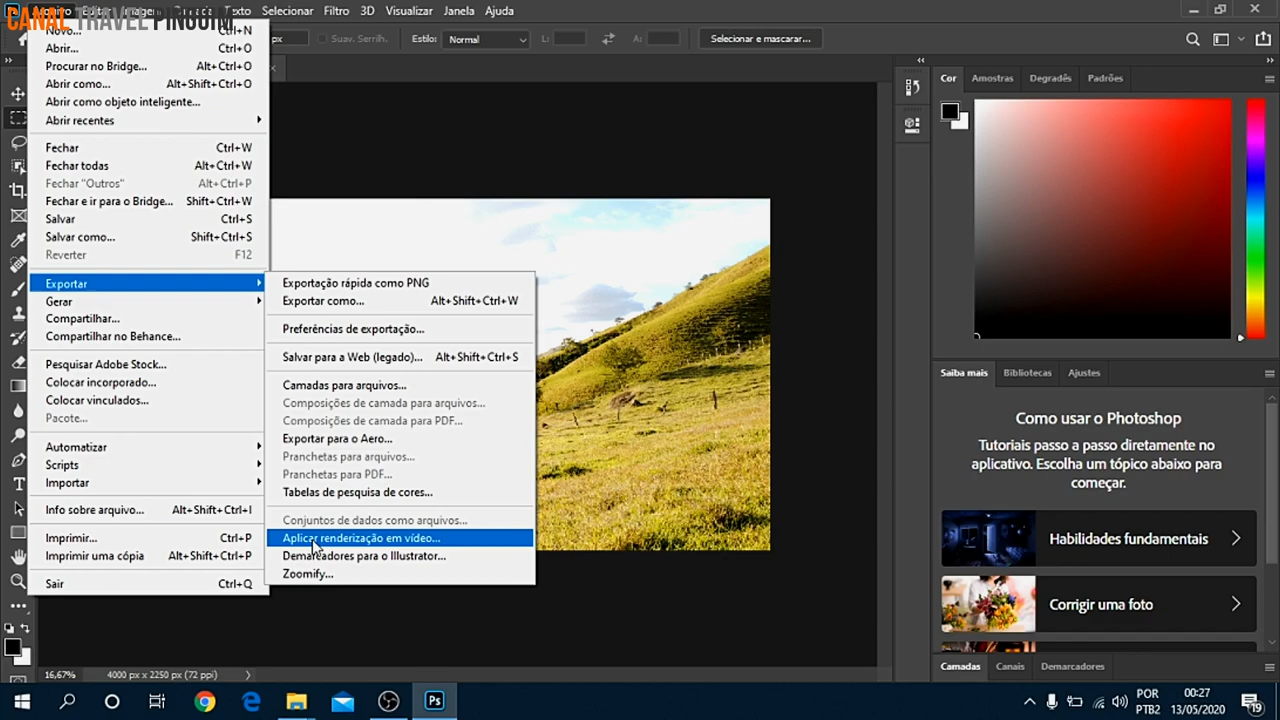 CANAL TRAVEL PINGUIM
Selecionar Filtro 3D Visualizar Janela Ajuda
px Suav. Serrilh. Estilo: Normal L: A: Selecionar e mascarar...
Novo... Ctrl+N
Abrir... Ctrl+O
Procurar no Bridge... Alt+Ctrl+O
Abrir como... Alt+Shift+Ctrl+O
Abrir como objeto inteligente...
Abrir recentes
Fechar Ctrl+W
Fechar todas Alt+Ctrl+W
Fechar "Outros" Alt+Ctrl+P
Fechar e ir para o Bridge... Shift+Ctrl+W
Salvar Ctrl+S
Salvar como... Shift+Ctrl+S
Reverter F12
Exportar
Gerar
Compartilhar...
Compartilhar no Behance...
Pesquisar Adobe Stock...
Colocar incorporado...
Colocar vinculados...
Pacote...
Automatizar
Scripts
Importar
Info sobre arquivo... Alt+Shift+Ctrl+I
Imprimir... Ctrl+P
Imprimir uma cópia Alt+Shift+Ctrl+P
Sair Ctrl+Q
Exportação rápida como PNG
Exportar como... Alt+Shift+Ctrl+W
Preferências de exportação...
Salvar para a Web (legado)... Alt+Shift+Ctrl+S
Camadas para arquivos...
Composições de camada para arquivos...
Composições de camada para PDF...
Exportar para o Aero...
Pranchetas para arquivos...
Pranchetas para PDF...
Tabelas de pesquisa de cores...
Conjuntos de dados como arquivos...
Aplicar renderização em vídeo...
Demarcadores para o Illustrator...
Zoomify...
Cor Amostras Degradês Padrões
Saiba mais Bibliotecas Ajustes
Como usar o Photoshop
Tutoriais passo a passo diretamente no
aplicativo. Escolha um tópico abaixo para
começar.
Habilidades fundamentais
Corrigir uma foto
Camadas Canais Demarcadores
16,67% 4000 px x 2250 px (72 ppi)
Ps
POR
PTB2
00:27
13/05/2020
19